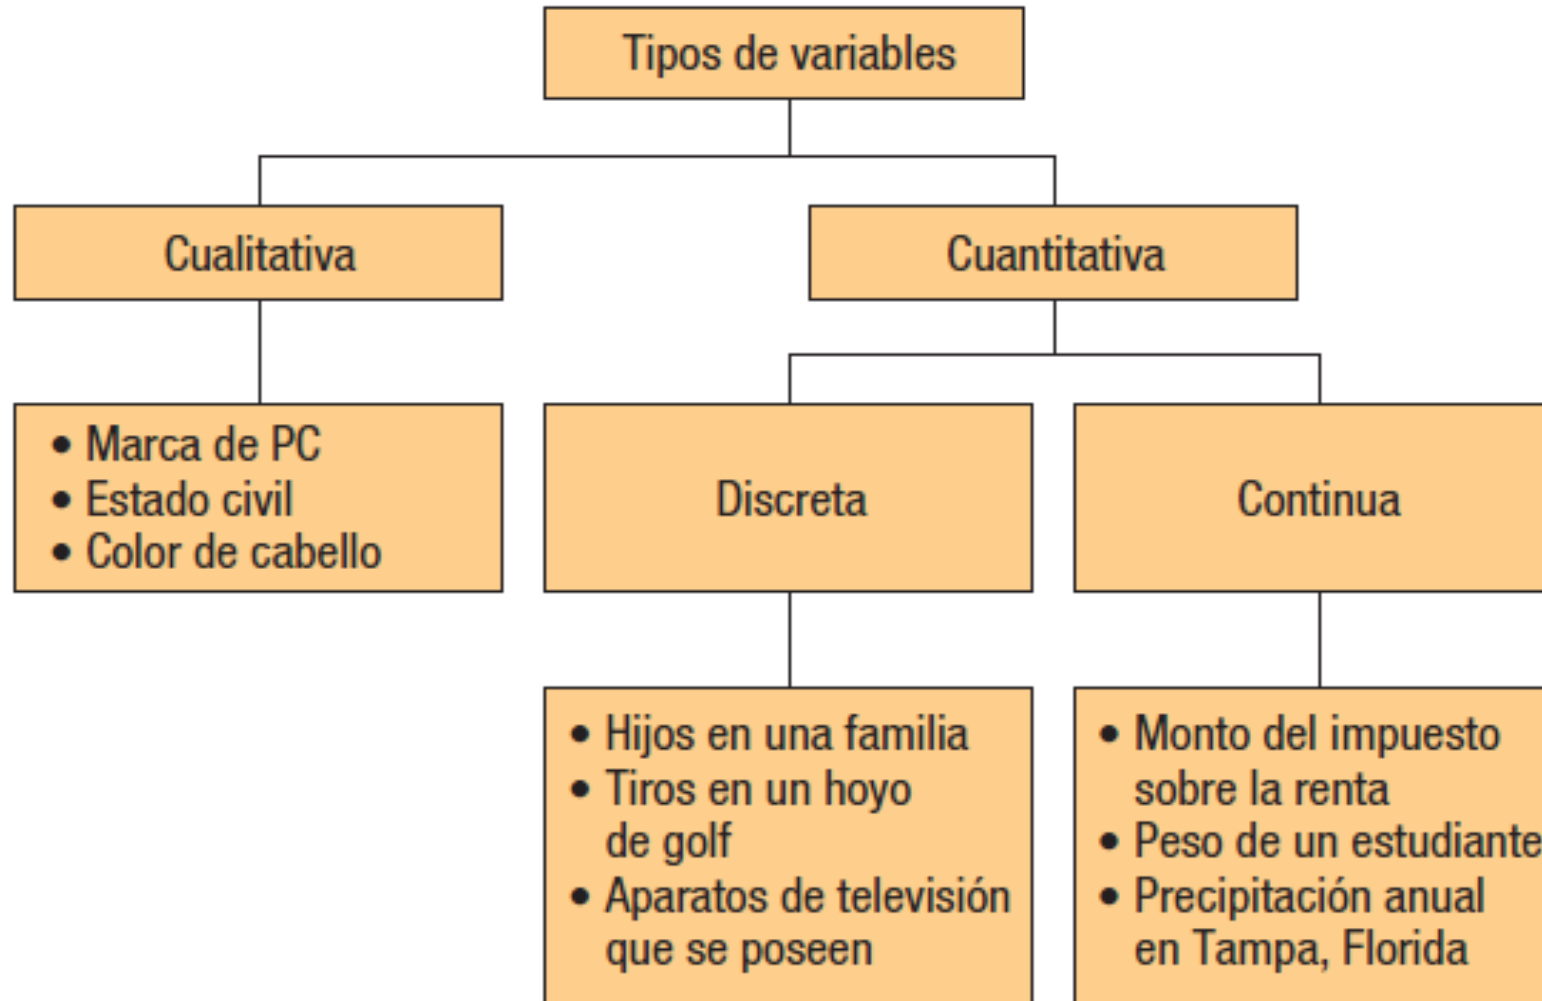 Tipos de variables
Cualitativa
Cuantitativa
• Marca de PC
• Estado civil
• Color de cabello
Discreta
Continua
• Hijos en una familia
• Tiros en un hoyo
de golf
• Aparatos de televisión
que se poseen
• Monto del impuesto
sobre la renta
• Peso de un estudiante
• Precipitación anual
en Tampa, Florida